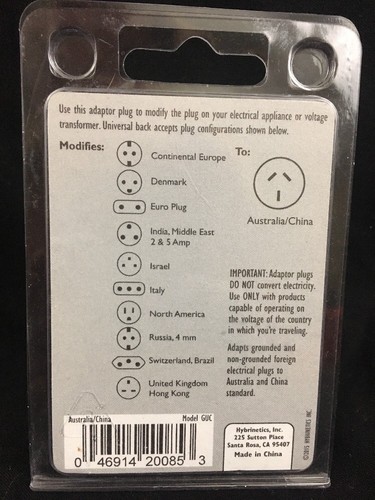 Use this adaptor plug to modify the plug on your electrical appliance or voltage
transformer. Universal back accepts plug configurations shown below.
Modifies:
To:
Continental Europe
Denmark
Euro Plug
India, Middle East
2 & 5 Amp
Israel
Italy
North America
Russia, 4 mm
Switzerland, Brazil
United Kingdom
Hong Kong
Australia/China
IMPORTANT: Adaptor plugs
DO NOT convert electricity.
Use ONLY with products
capable of operating on
the voltage of the country
in which you're traveling.
Adapts grounded and
non-grounded foreign
electrical plugs to
Australia and China
standard.
Australia/China Model GUC
0 46914 20085 3
Hybrinetics, Inc.
225 Sutton Place
Santa Rosa, CA 95407
Made in China
©2005 HYBRINETICS INC.